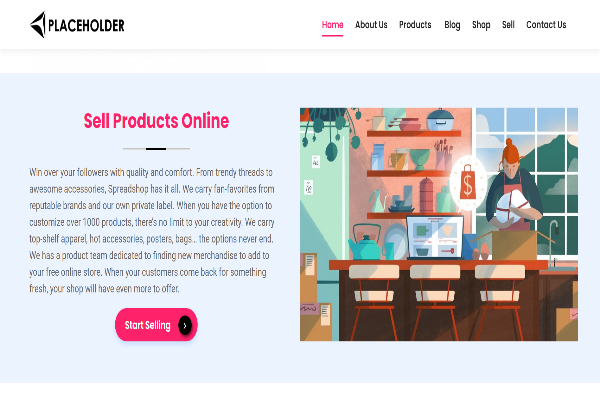 PLACEHOLDER
Home About Us Products Blog Shop Sell Contact Us
Sell Products Online
Win over your followers with quality and comfort. From trendy threads to
awesome accessories, Spreadshop has it all. We carry fan-favorites from
reputable brands and our own private label. When you have the option to
customize over 1000 products, there's no limit to your creativity. We carry
top-shelf apparel, hot accessories, posters, bags... the options never end.
We has a product team dedicated to finding new merchandise to add to
your free online store. When your customers come back for something
fresh, your shop will have even more to offer.
Start Selling
$